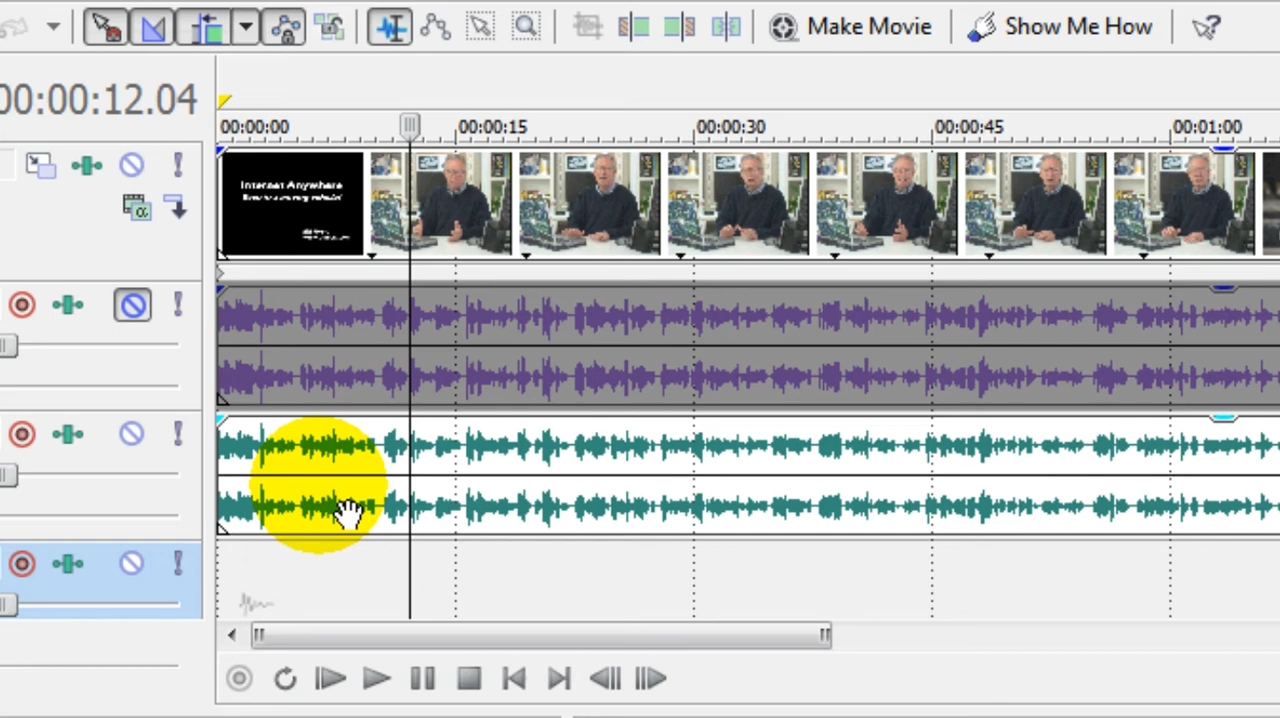 Make Movie
Show Me How
00:00:12.04
00:00:00
00:00:15
00:00:30
00:00:45
00:01:00
Internet Anywhere